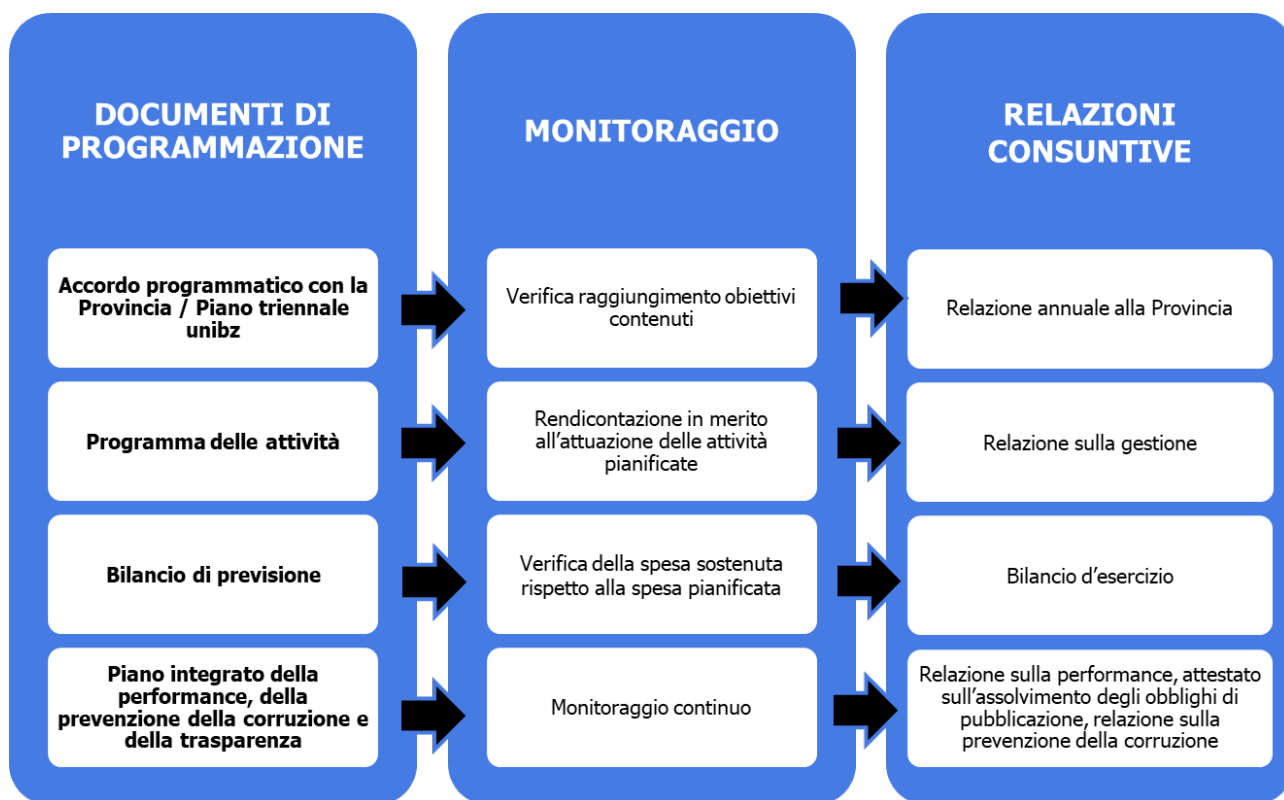 DOCUMENTI DI
PROGRAMMAZIONE
Accordo programmatico con la
Provincia / Piano triennale
unibz
Programma delle attività
Bilancio di previsione
Piano integrato della
performance, della
prevenzione della corruzione e
della trasparenza
MONITORAGGIO
Verifica raggiungimento obiettivi
contenuti
Rendicontazione in merito
all'attuazione delle attività
pianificate
Verifica della spesa sostenuta
rispetto alla spesa pianificata
Monitoraggio continuo
RELAZIONI
CONSUNTIVE
Relazione annuale alla Provincia
Relazione sulla gestione
Bilancio d'esercizio
Relazione sulla performance, attestato
sull'assolvimento degli obblighi di
pubblicazione, relazione sulla
prevenzione della corruzione